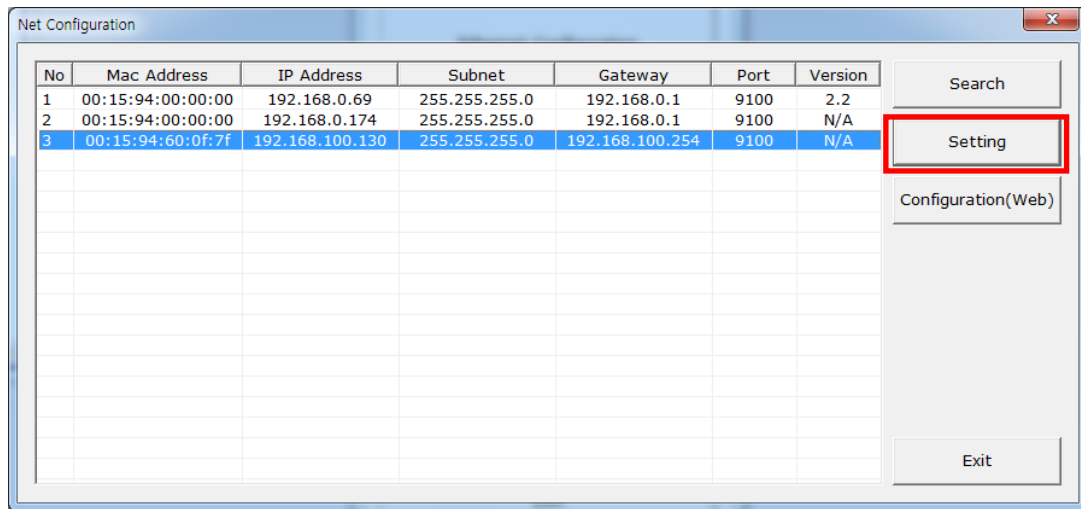 Net Configuration
No Mac Address IP Address Subnet Gateway Port Version
1 00:15:94:00:00:00 192.168.0.69 255.255.255.0 192.168.0.1 9100 2.2
2 00:15:94:00:00:00 192.168.0.174 255.255.255.0 192.168.0.1 9100 N/A
3 00:15:94:60:0f:7f 192.168.100.130 255.255.255.0 192.168.100.254 9100 N/A
Search
Setting
Configuration(Web)
Exit